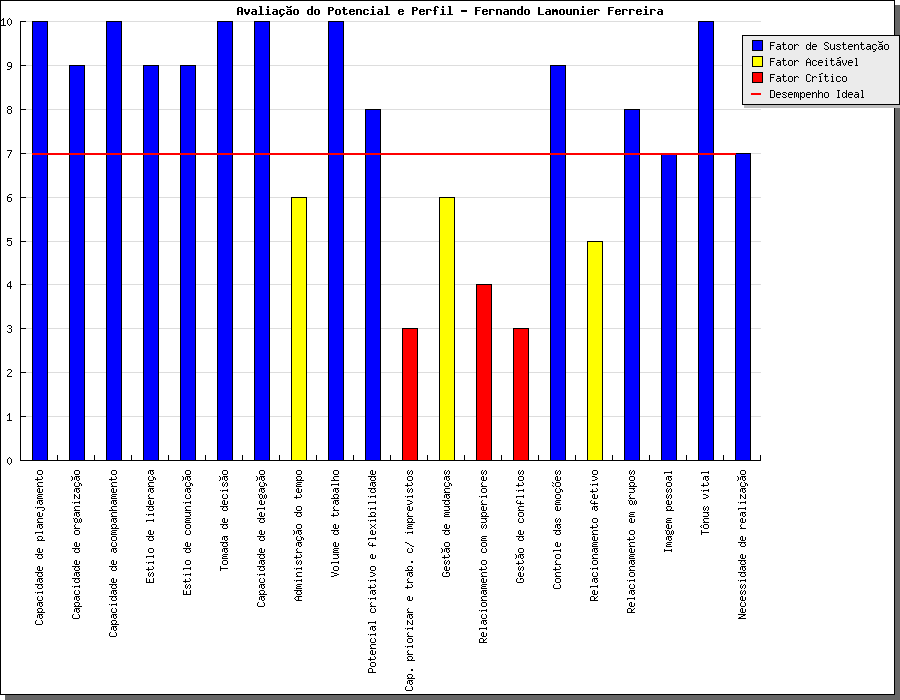 Avaliação do Potencial e Perfil - Fernando Lamounier Ferreira
Fator de Sustentação
Fator Aceitável
Fator Crítico
Desempenho Ideal
10
9
8
7
6
5
4
3
2
1
0
Capacidade de planejamento
Capacidade de organização
Capacidade de acompanhamento
Estilo de liderança
Estilo de comunicação
Tomada de decisão
Capacidade de delegação
Administração do tempo
Volume de trabalho
Potencial criativo e flexibilidade
Cap. priorizar e trab. c/ imprevistos
Gestão de mudanças
Relacionamento com superiores
Gestão de conflitos
Controle das emoções
Relacionamento afetivo
Relacionamento em grupos
Imagem pessoal
Tônus vital
Necessidade de realização